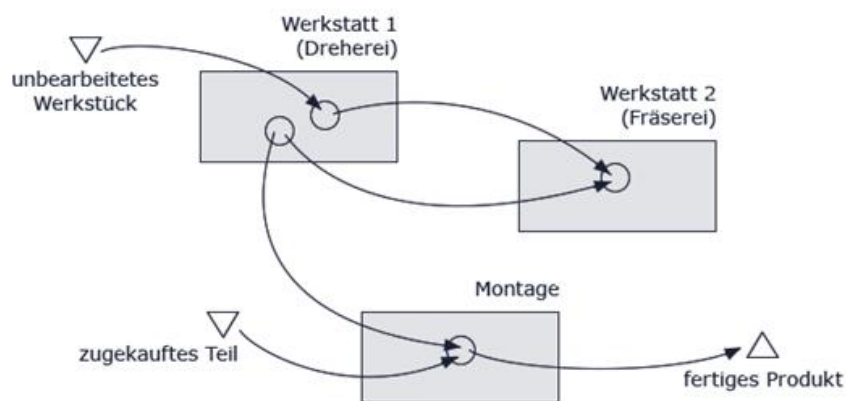 Werkstatt 1
(Dreherei)
unbearbeitetes
Werkstück
Werkstatt 2
(Fräserei)
Montage
zugekauftes Teil
fertiges Produkt